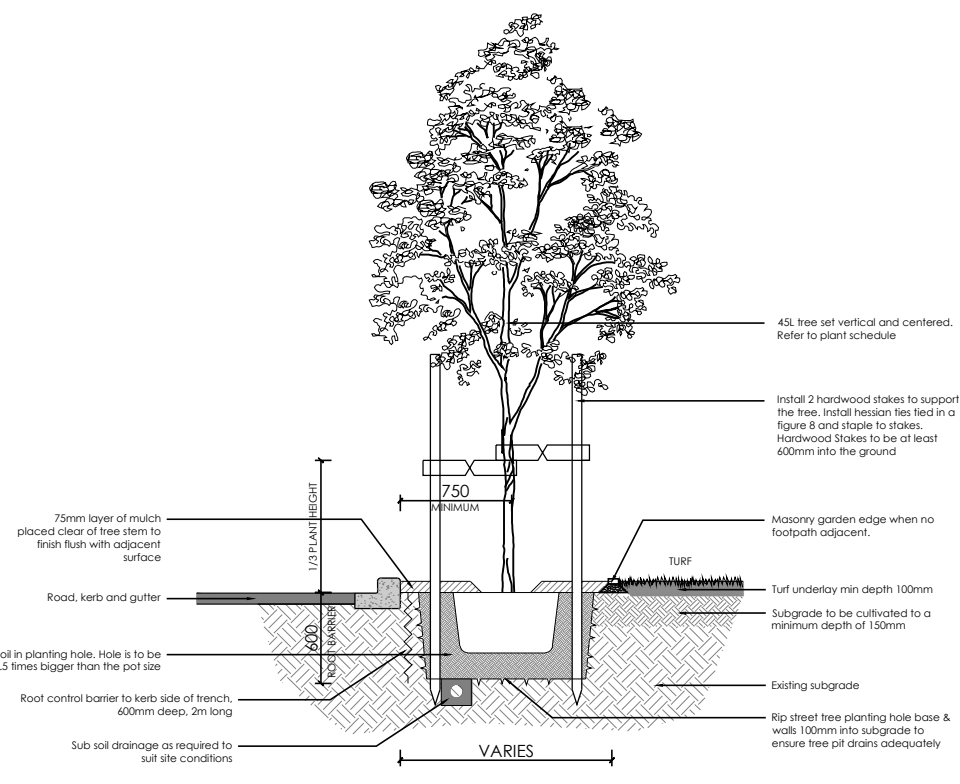 45L tree set vertical and centered.
Refer to plant schedule
Install 2 hardwood stakes to support
the tree. Install hessian ties tied in a
figure 8 and staple to stakes.
Hardwood Stakes to be at least
600mm into the ground
1/3 PLANT HEIGHT
750
MINIMUM
75mm layer of mulch
placed clear of tree stem to
finish flush with adjacent
surface
Masonry garden edge when no
footpath adjacent.
TURF
Road, kerb and gutter
Turf underlay min depth 100mm
Subgrade to be cultivated to a
minimum depth of 150mm
600
ROOT BARRIER
oil in planting hole. Hole is to be
.5 times bigger than the pot size
Root control barrier to kerb side of trench,
600mm deep, 2m long
Existing subgrade
Rip street tree planting hole base &
walls 100mm into subgrade to
ensure tree pit drains adequately
Sub soil drainage as required to
suit site conditions
VARIES